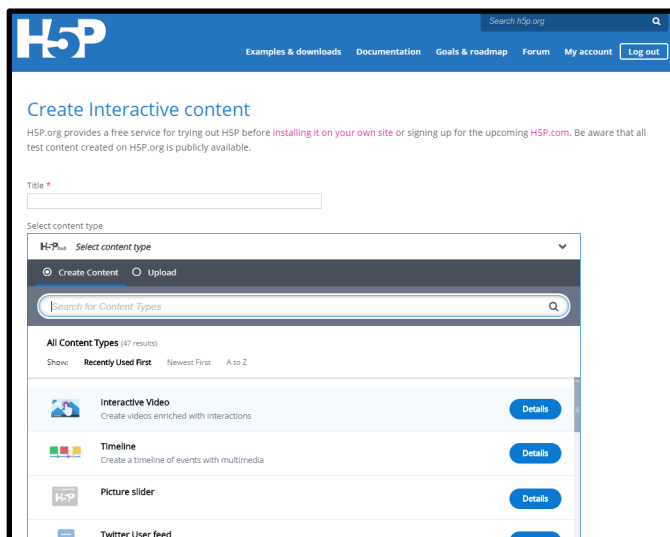 H5P
Search h5p.org
Examples & downloads Documentation Goals & roadmap Forum My account Log out
Create Interactive content
H5P.org provides a free service for trying out H5P before installing it on your own site or signing up for the upcoming H5P.com. Be aware that all
test content created on H5P.org is publicly available.
Title *
Select content type
H5P hub Select content type
Create Content Upload
Search for Content Types
All Content Types (47 results)
Show: Recently Used First Newest First A to Z
Interactive Video
Create videos enriched with interactions
Details
Timeline
Create a timeline of events with multimedia
Details
H5P
Picture slider
Details
Twitter User feed